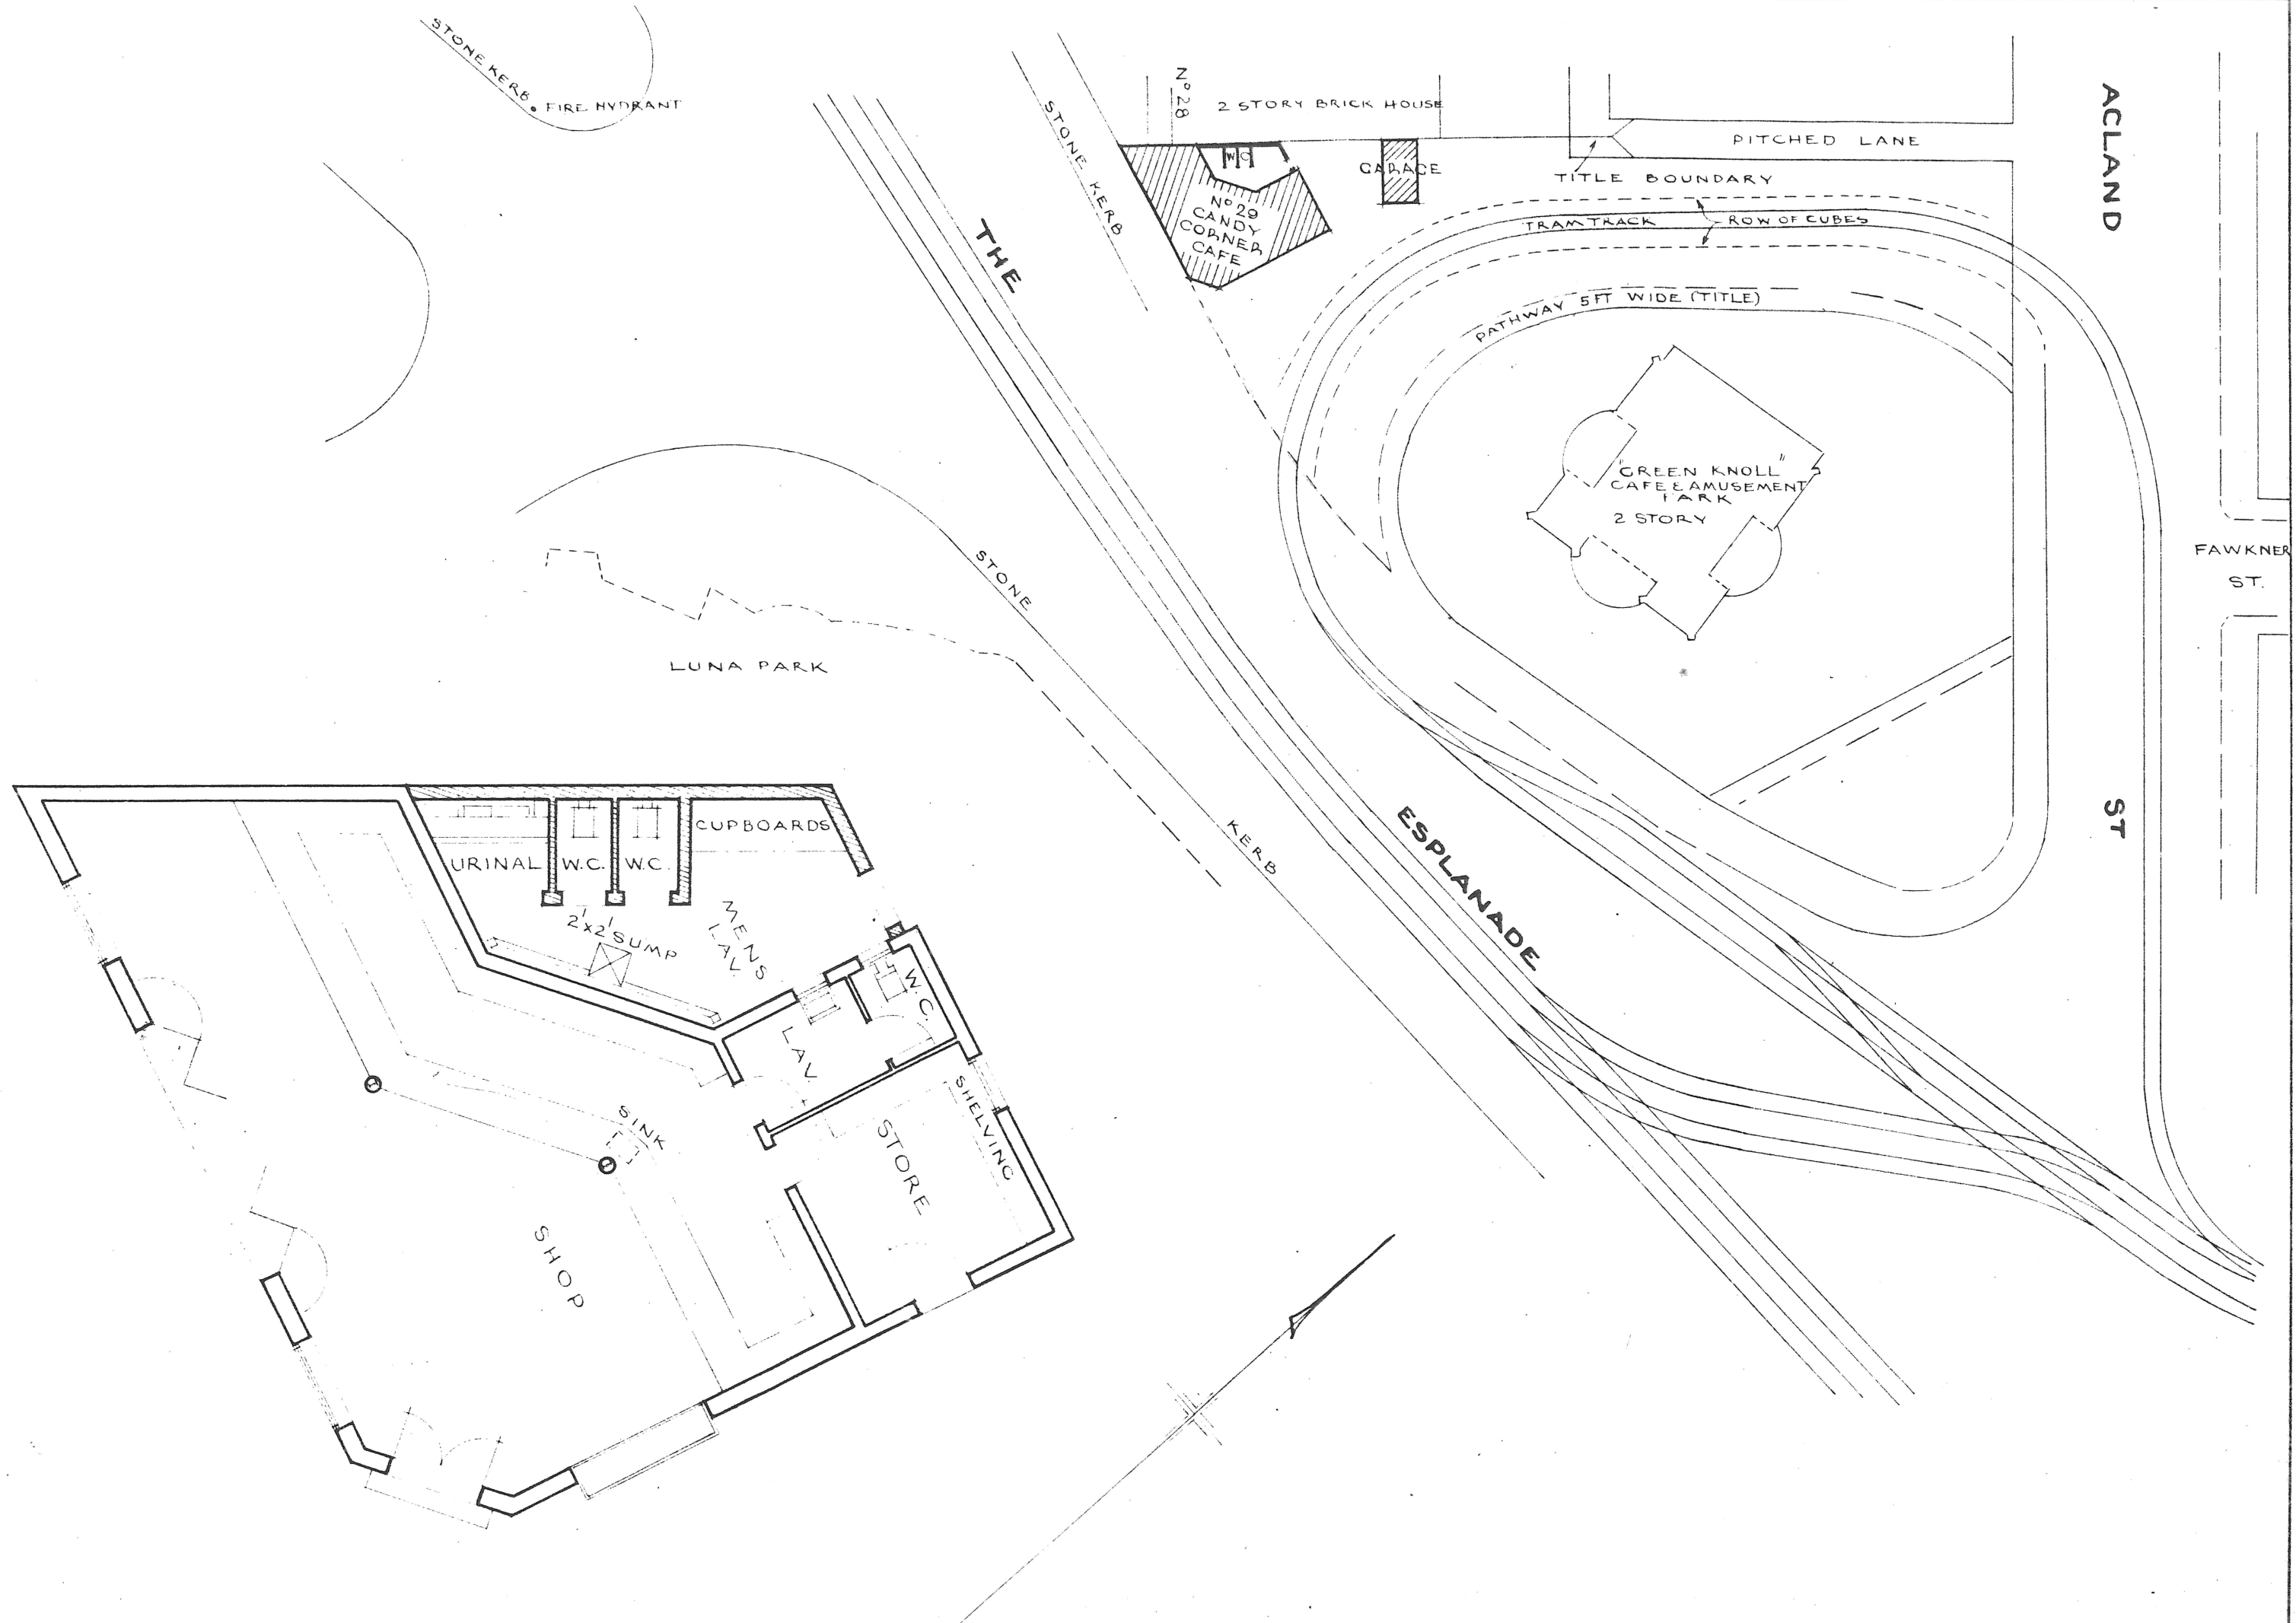 STONE KERB
FIRE HYDRANT
STONE KERB
Nº 28
2 STORY BRICK HOUSE
WC
Nº 29
CANDY
CORNER
CAFE
GARAGE
PITCHED LANE
TITLE BOUNDARY
TRAM TRACK
ROW OF CUBES
PATHWAY 5FT WIDE (TITLE)
THE
ESPLANADE
ACLAND
ST
"GREEN KNOLL"
CAFE & AMUSEMENT
PARK
2 STORY
FAWKNER
ST.
STONE
KERB
LUNA PARK
URINAL
W.C.
W.C.
CUPBOARDS
2'x2' SUMP
MENS
LAV.
W.C.
LAV
SHELVING
STORE
SINK
SHOP